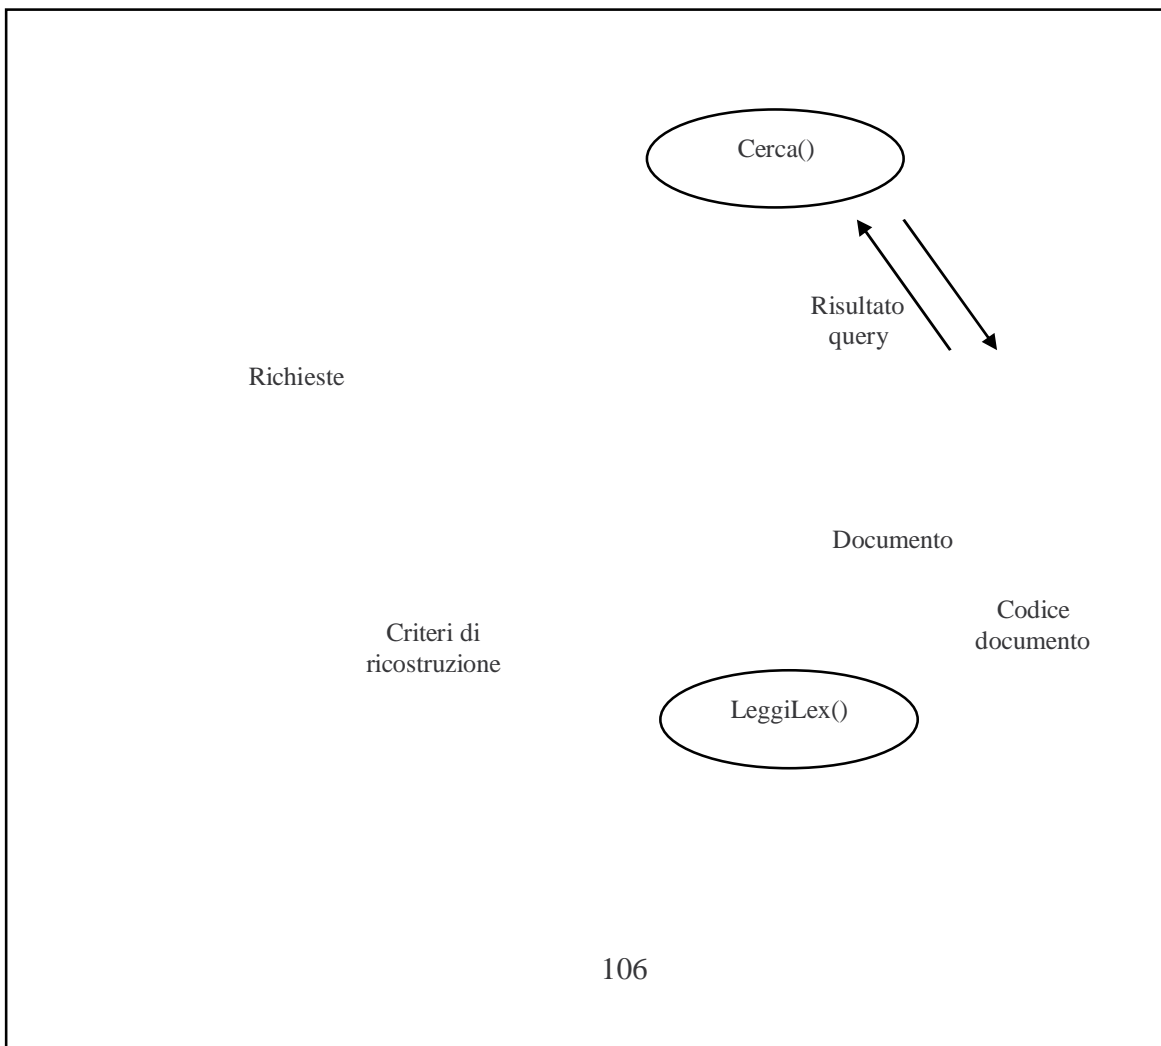 Cerca()
Risultato
query
Richieste
Documento
Codice
documento
Criteri di
ricostruzione
LeggiLex()
106